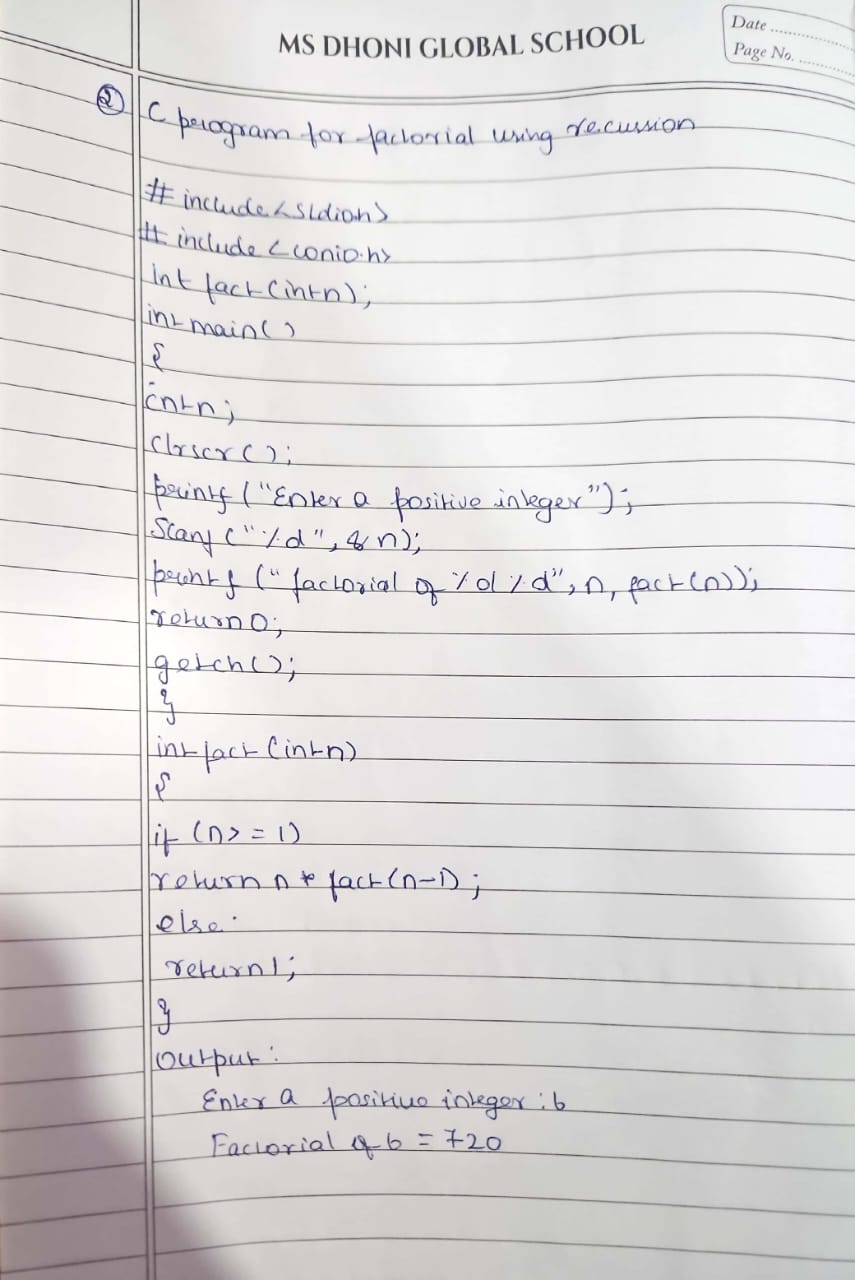 MS DHONI GLOBAL SCHOOL
Date ..............
Page No. ..............
② C program for factorial using recussion
# include <stdioh>
# include <conio.h>
int fact (int n);
int main()
{
int n;
clrscr();
printf ("Enter a positive integer");
Scanf ("%d", & n);
printf ("factorial of %d %d", n, fact(n));
return 0;
getch();
}
int fact (int n)
{
if (n>=1)
return n * fact(n-1);
else
return 1;
}
output:
Enter a positive integer : 6
Factorial of 6 = 720